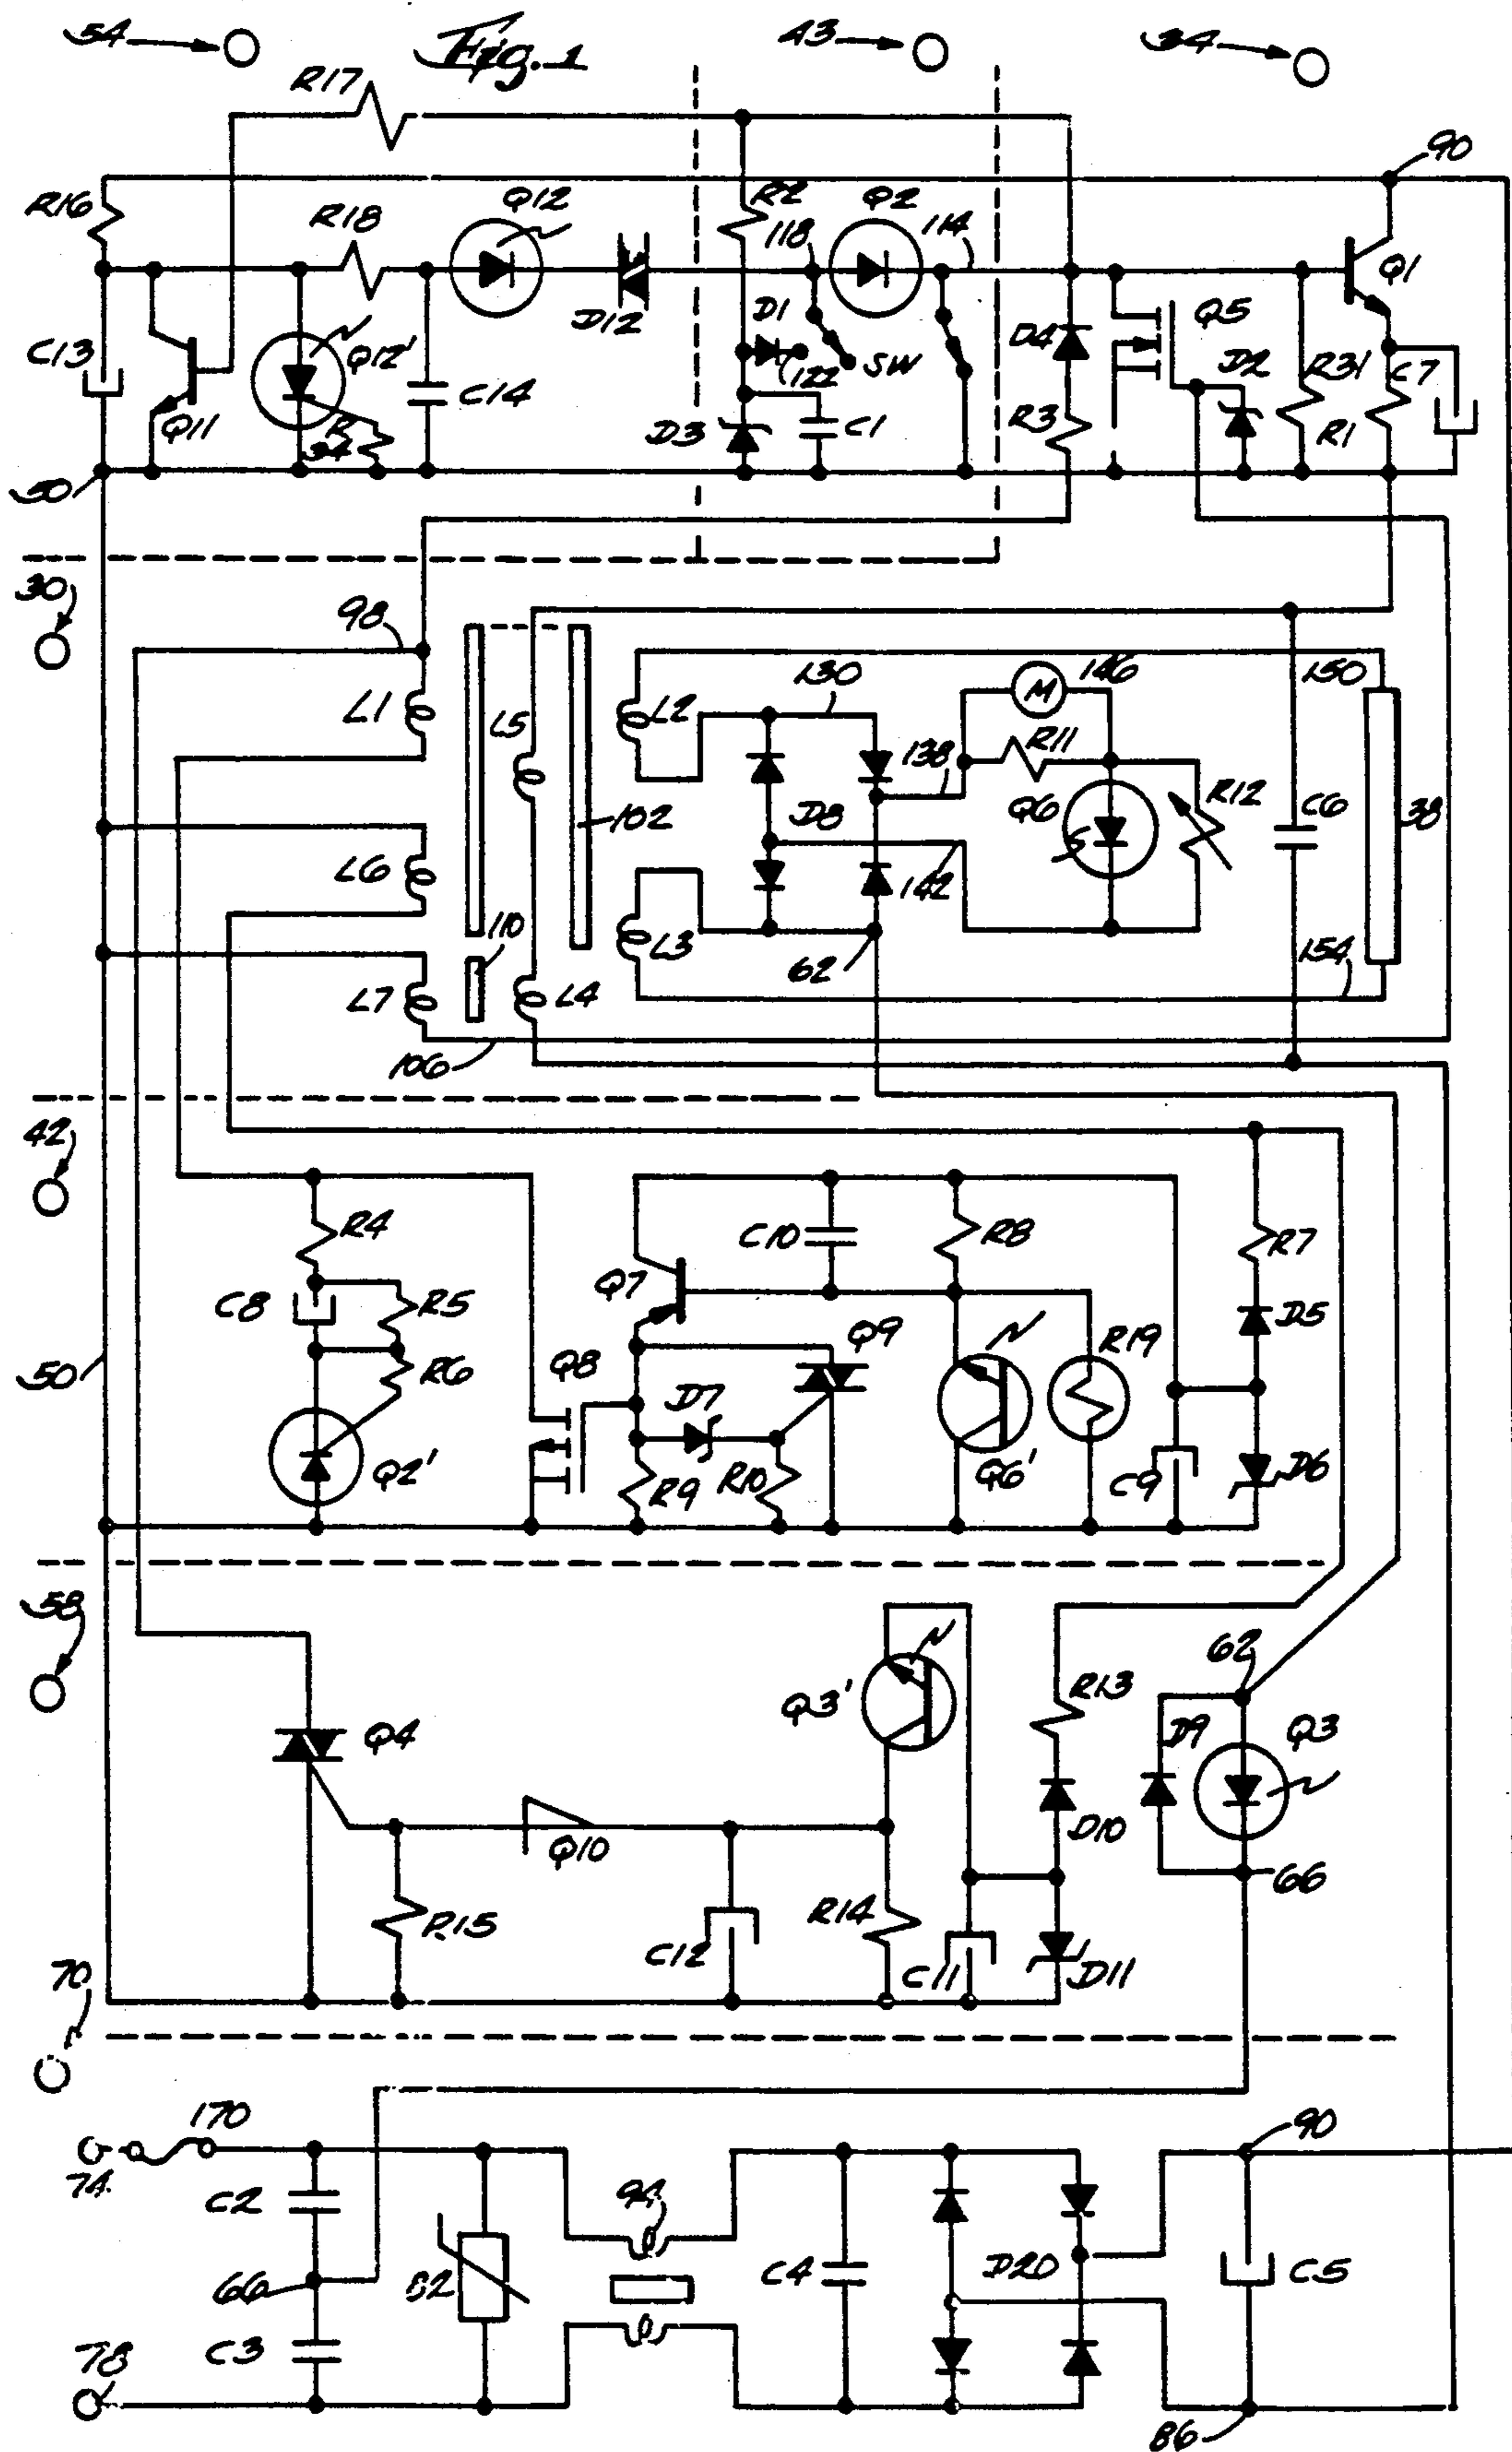 54 Fig. 1 43 34
R17
90
R16 R18 Q12 R2 118 Q2 114 Q1
C13 Q12' D12 D1 122 SW D4 Q5 D2 R31 C7
Q11 R34 C14 D3 C1 R3 R1
50
30
98
L1 L5 L2 130 M 146 150
138 R11
102 D8 Q6 R12 C6 38
L6 142
110 L3
62 154
L7 L4
106
42
R4 C10 R8 R7
C8 R5 Q7 D5
50 R6 Q8 Q9 R19
D7
Q2' R9 R10 Q6' C9 D6
58
62
Q3' R13 D9 Q3
Q4
Q10 D10
66
R15 C12 R14 C11 D11
70
170 90
74
C2 94
66 82 C4 D20 C5
C3
78
86